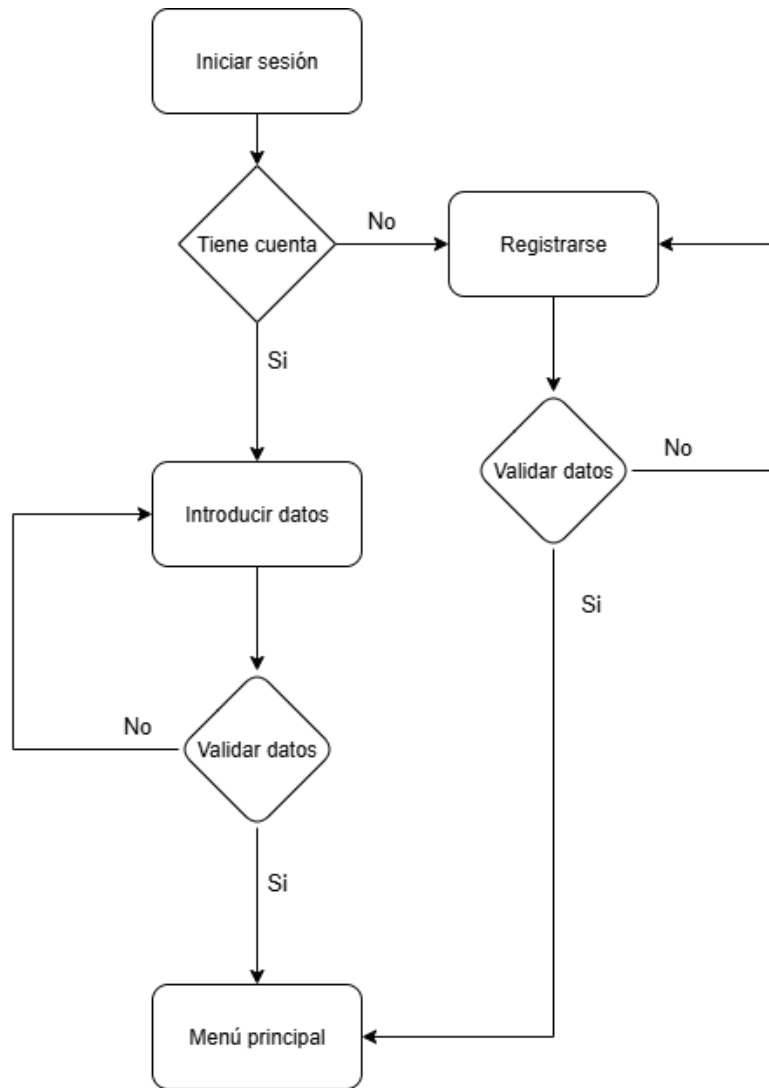 Iniciar sesión
Tiene cuenta
No
Registrarse
Si
Validar datos
No
Introducir datos
Si
No
Validar datos
Si
Menú principal